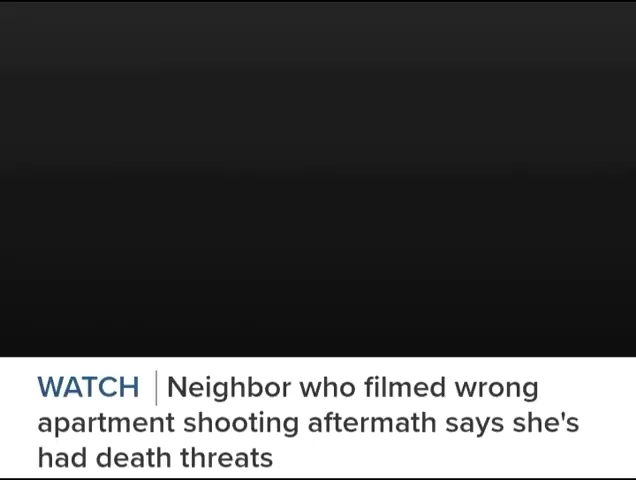 WATCH | Neighbor who filmed wrong
apartment shooting aftermath says she's
had death threats